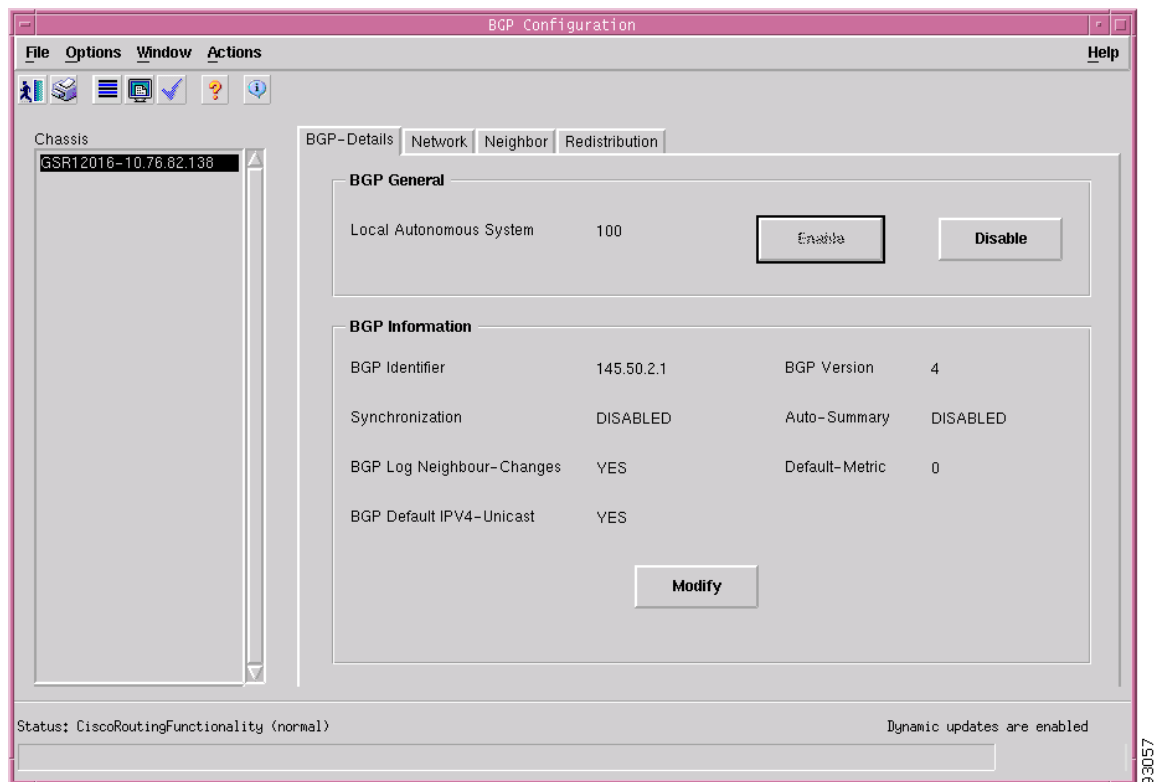 BGP Configuration
File Options Window Actions Help
Chassis
GSR12016-10.76.82.138
BGP-Details Network Neighbor Redistribution
BGP General
Local Autonomous System 100 Enable Disable
BGP Information
BGP Identifier 145.50.2.1 BGP Version 4
Synchronization DISABLED Auto-Summary DISABLED
BGP Log Neighbour-Changes YES Default-Metric 0
BGP Default IPV4-Unicast YES
Modify
Status: CiscoRoutingFunctionality (normal) Dynamic updates are enabled
93057